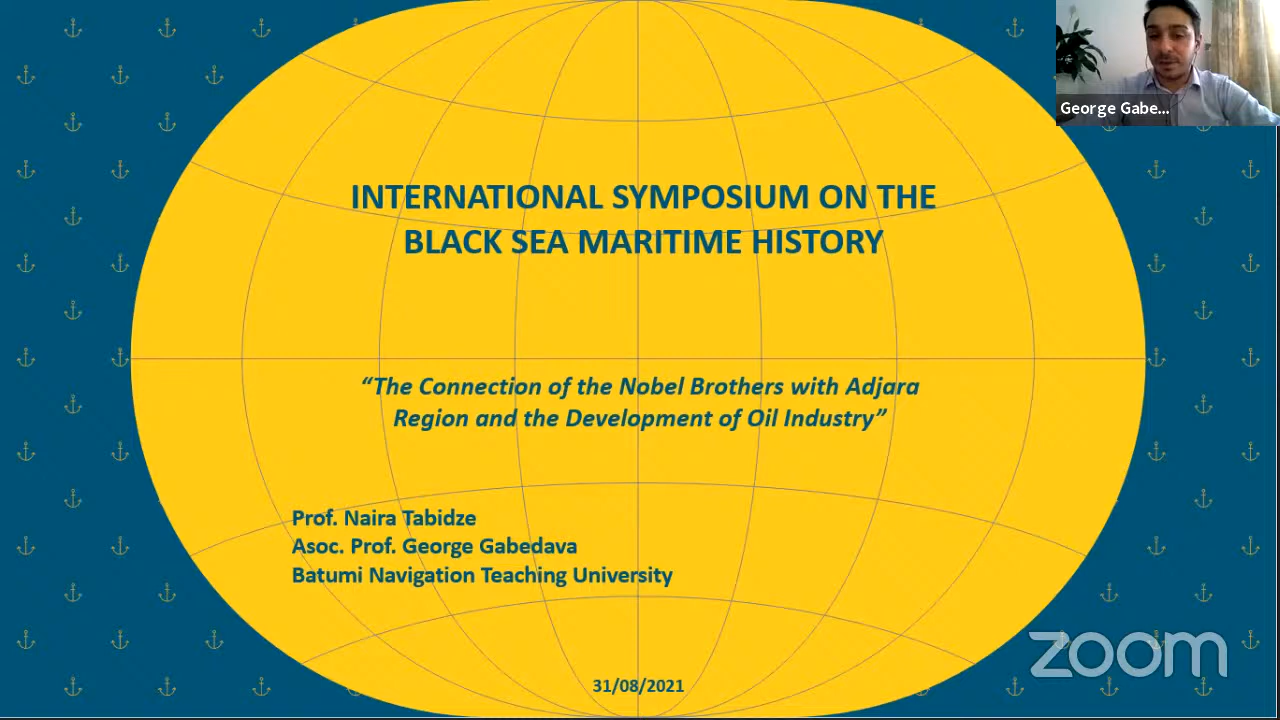 George Gabe...
INTERNATIONAL SYMPOSIUM ON THE
BLACK SEA MARITIME HISTORY
“The Connection of the Nobel Brothers with Adjara
Region and the Development of Oil Industry”
Prof. Naira Tabidze
Asoc. Prof. George Gabedava
Batumi Navigation Teaching University
zoom
31/08/2021